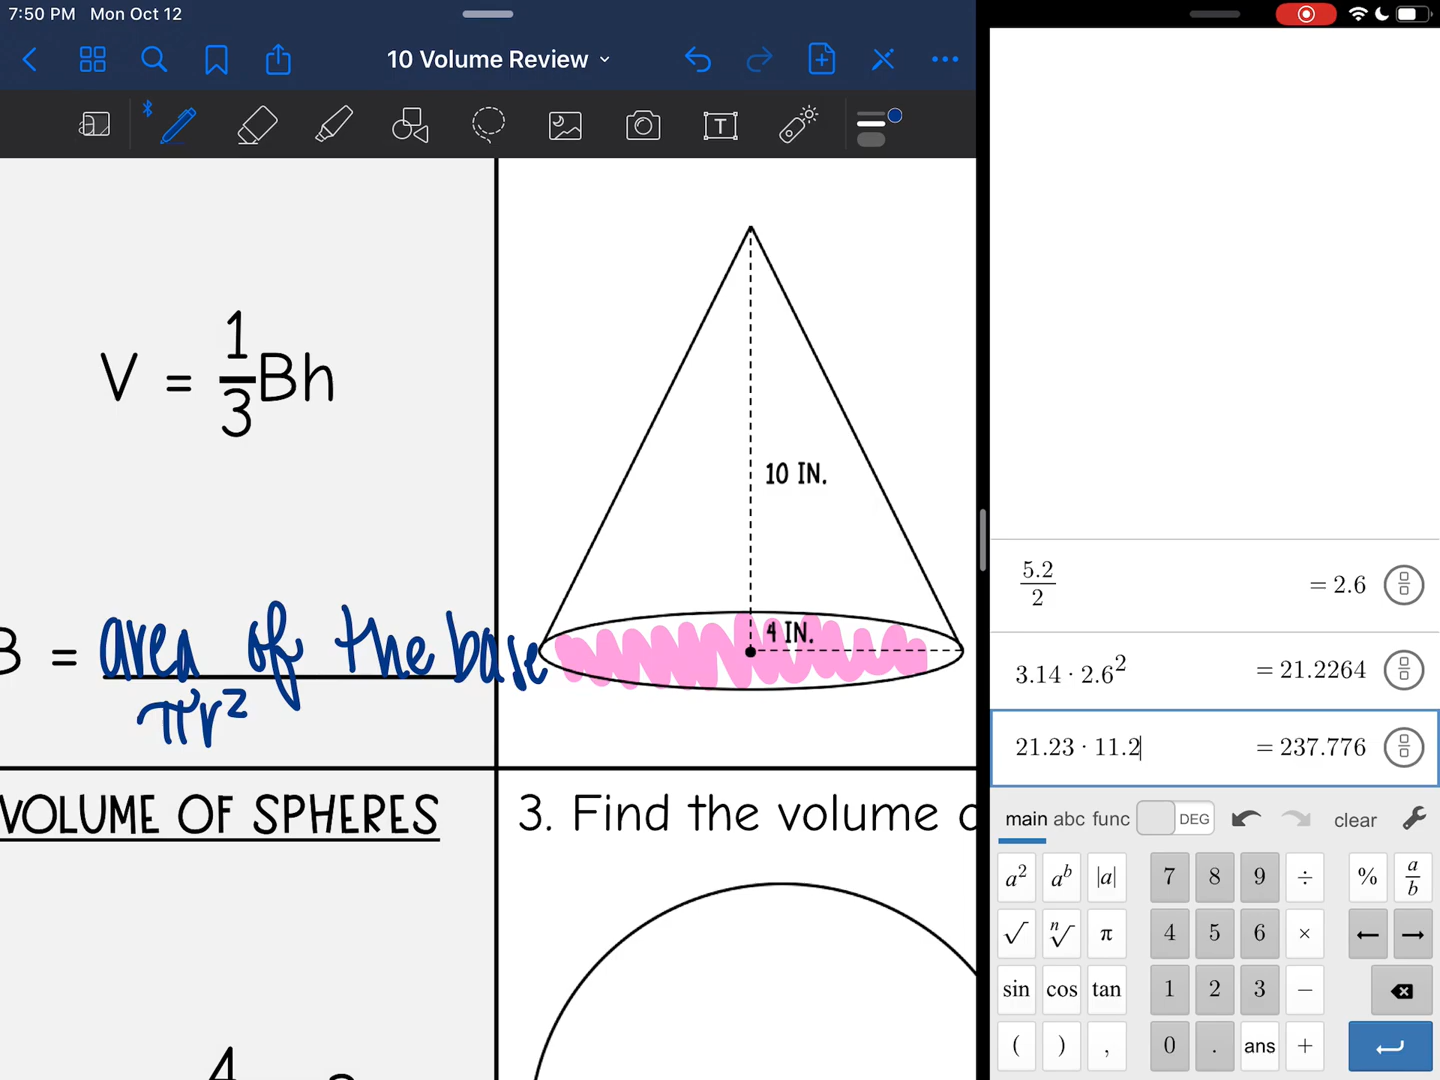 7:50 PM Mon Oct 12
10 Volume Review
T
V = 1/3 Bh
10 IN.
4 IN.
B = area of the base
πr²
VOLUME OF SPHERES
3. Find the volume
4
5.2/2 = 2.6
3.14 · 2.6² = 21.2264
21.23 · 11.2 = 237.776
main abc func DEG clear
a² aᵇ |a| 7 8 9 ÷ % a/b
√ ⁿ√ π 4 5 6 × ← →
sin cos tan 1 2 3 −
( ) , 0 . ans +